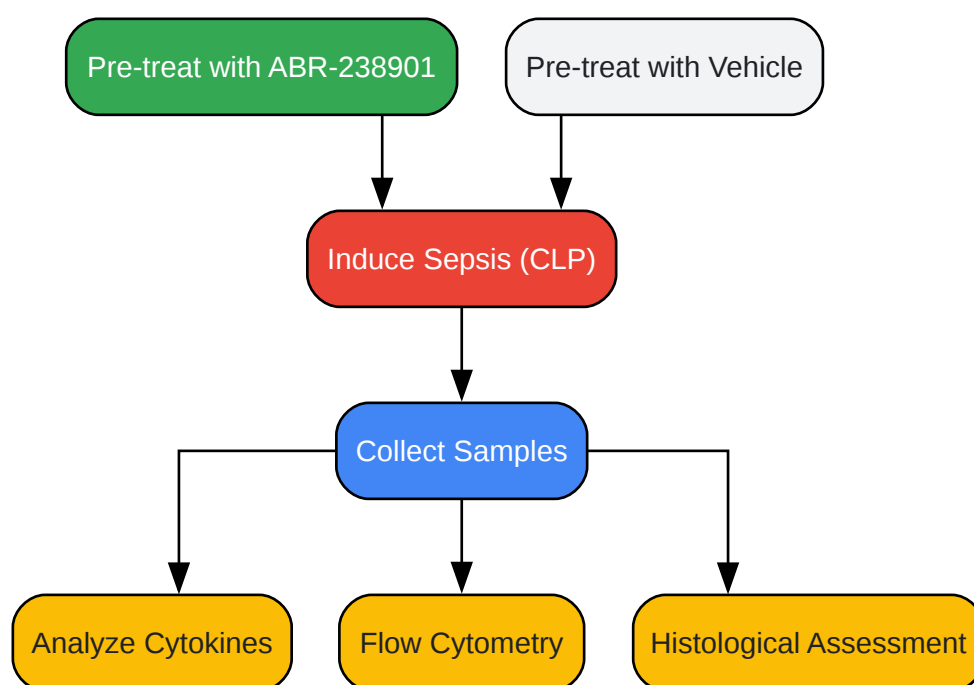 Pre-treat with ABR-238901
Pre-treat with Vehicle
Induce Sepsis (CLP)
Collect Samples
Analyze Cytokines
Flow Cytometry
Histological Assessment